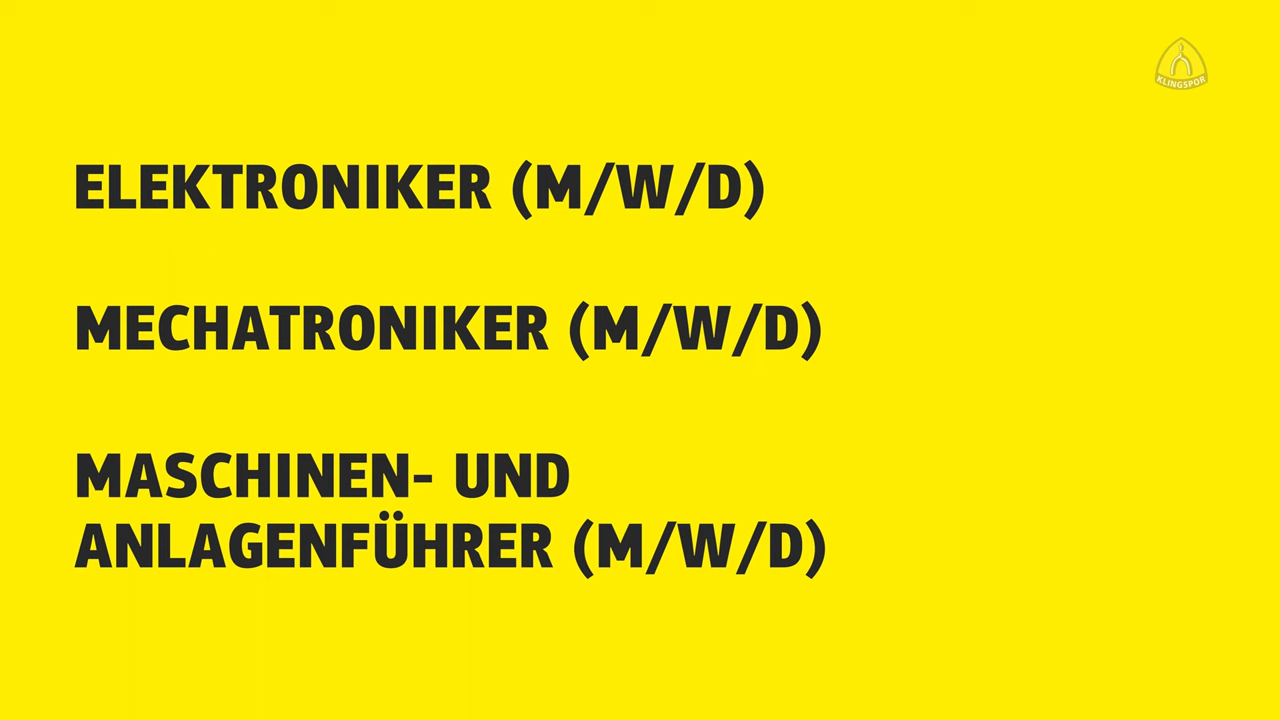 KLINGSPOR
ELEKTRONIKER (M/W/D)
MECHATRONIKER (M/W/D)
MASCHINEN- UND
ANLAGENFÜHRER (M/W/D)